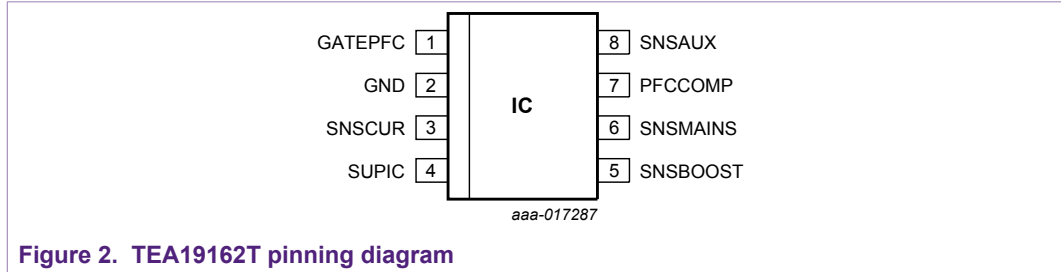 GATEPFC 1 8 SNSAUX
GND 2 7 PFCCOMP
IC
SNSCUR 3 6 SNSMAINS
SUPIC 4 5 SNSBOOST
aaa-017287
Figure 2. TEA19162T pinning diagram